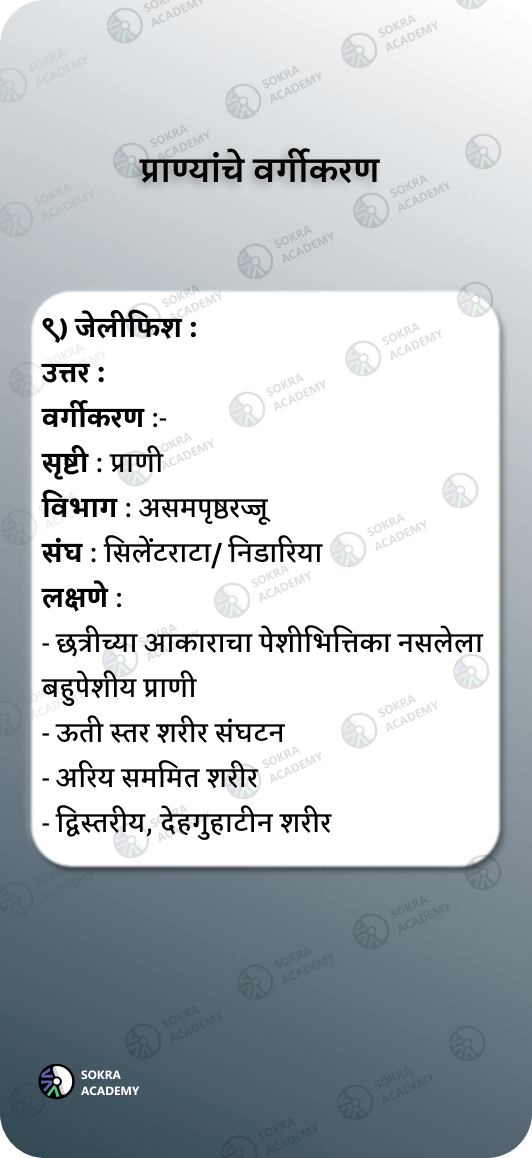 प्राण्यांचे वर्गीकरण
९) जेलीफिश :
उत्तर :
वर्गीकरण :-
सृष्टी : प्राणी
विभाग : असमपृष्ठरज्जू
संघ : सिलेंटराटा/ निडारिया
लक्षणे :
- छत्रीच्या आकाराचा पेशीभित्तिका नसलेला
बहुपेशीय प्राणी
- ऊती स्तर शरीर संघटन
- अरिय सममित शरीर
- द्विस्तरीय, देहगुहाटीन शरीर
SOKRA
ACADEMY